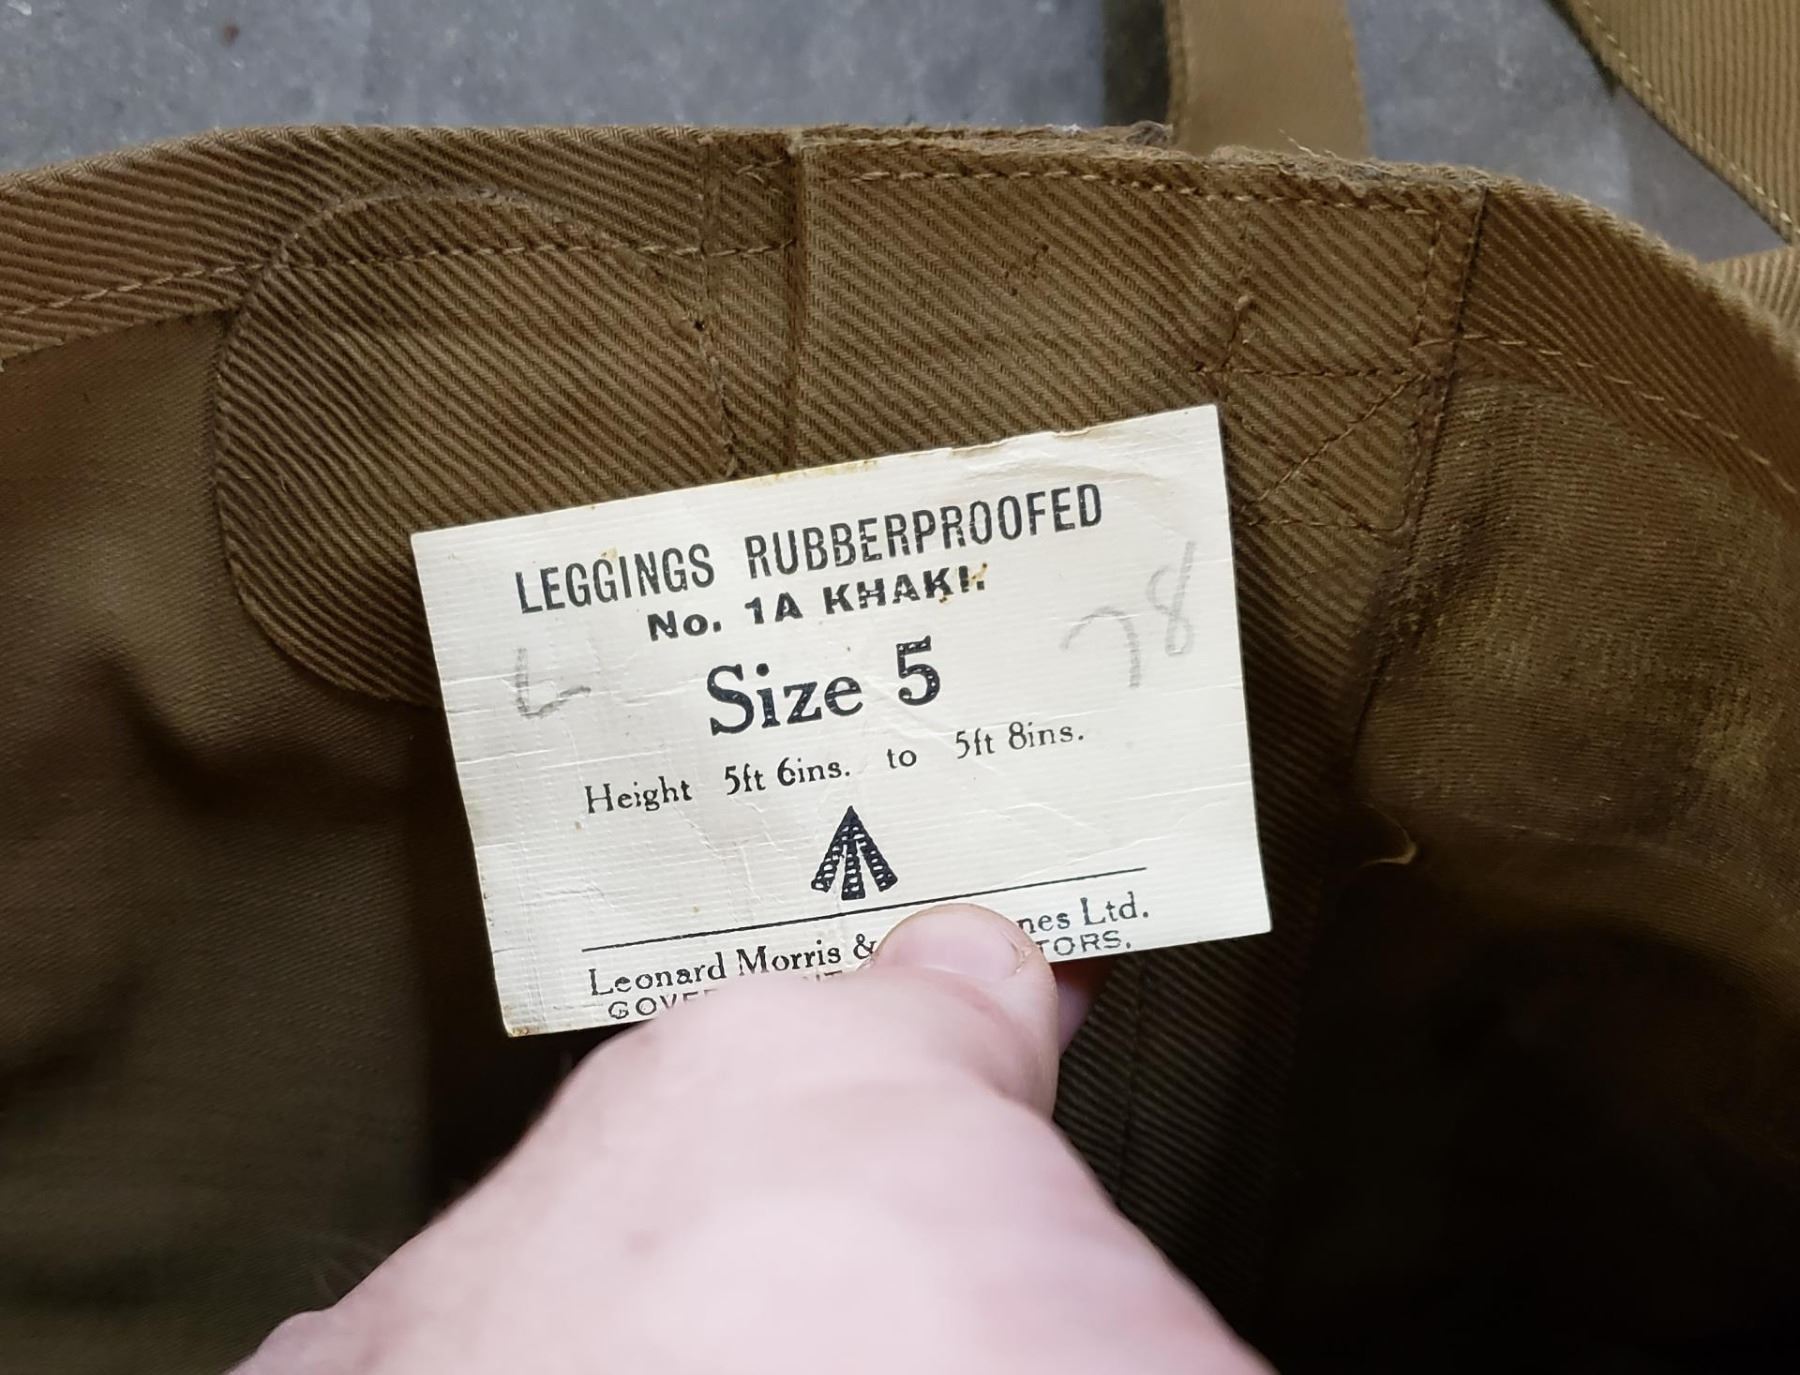 LEGGINGS RUBBERPROOFED
No. 1A KHAKI.
Size 5
78
Height 5ft 6ins. to 5ft 8ins.
Leonard Morris & Ltd.